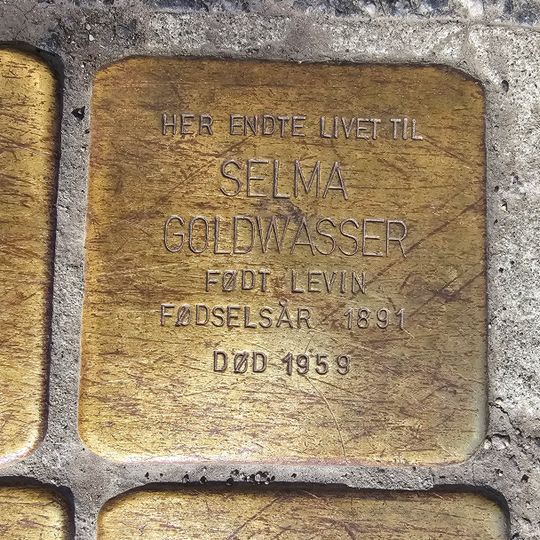 HER ENDTE LIVET TIL
SELMA
GOLDWASSER
FØDT LEVIN
FØDSELSÅR 1891
DØD 1959